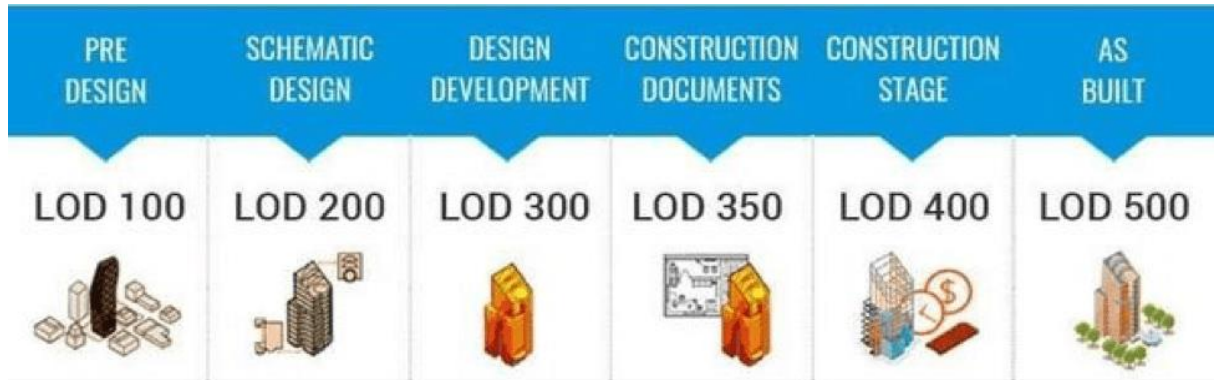 PRE
DESIGN
SCHEMATIC
DESIGN
DESIGN
DEVELOPMENT
CONSTRUCTION
DOCUMENTS
CONSTRUCTION
STAGE
AS
BUILT
LOD 100
LOD 200
LOD 300
LOD 350
LOD 400
LOD 500
$